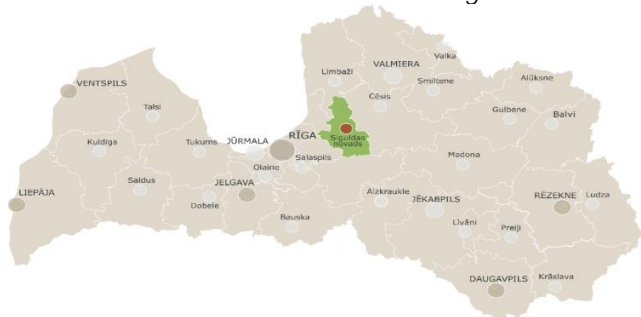 Valka
VENTSPILS
VALMIERA
Limbaži
Alūksne
Smiltene
Talsi
Cēsis
Gulbene
Balvi
RĪGA
Siguldas
novads
Kuldīga
Tukums
JŪRMALA
Salaspils
Olaine
Madona
Saldus
JELGAVA
Aizkraukle
JĒKABPILS
RĒZEKNE
Ludza
LIEPĀJA
Dobele
Bauska
Līvāni
Preiļi
DAUGAVPILS
Krāslava